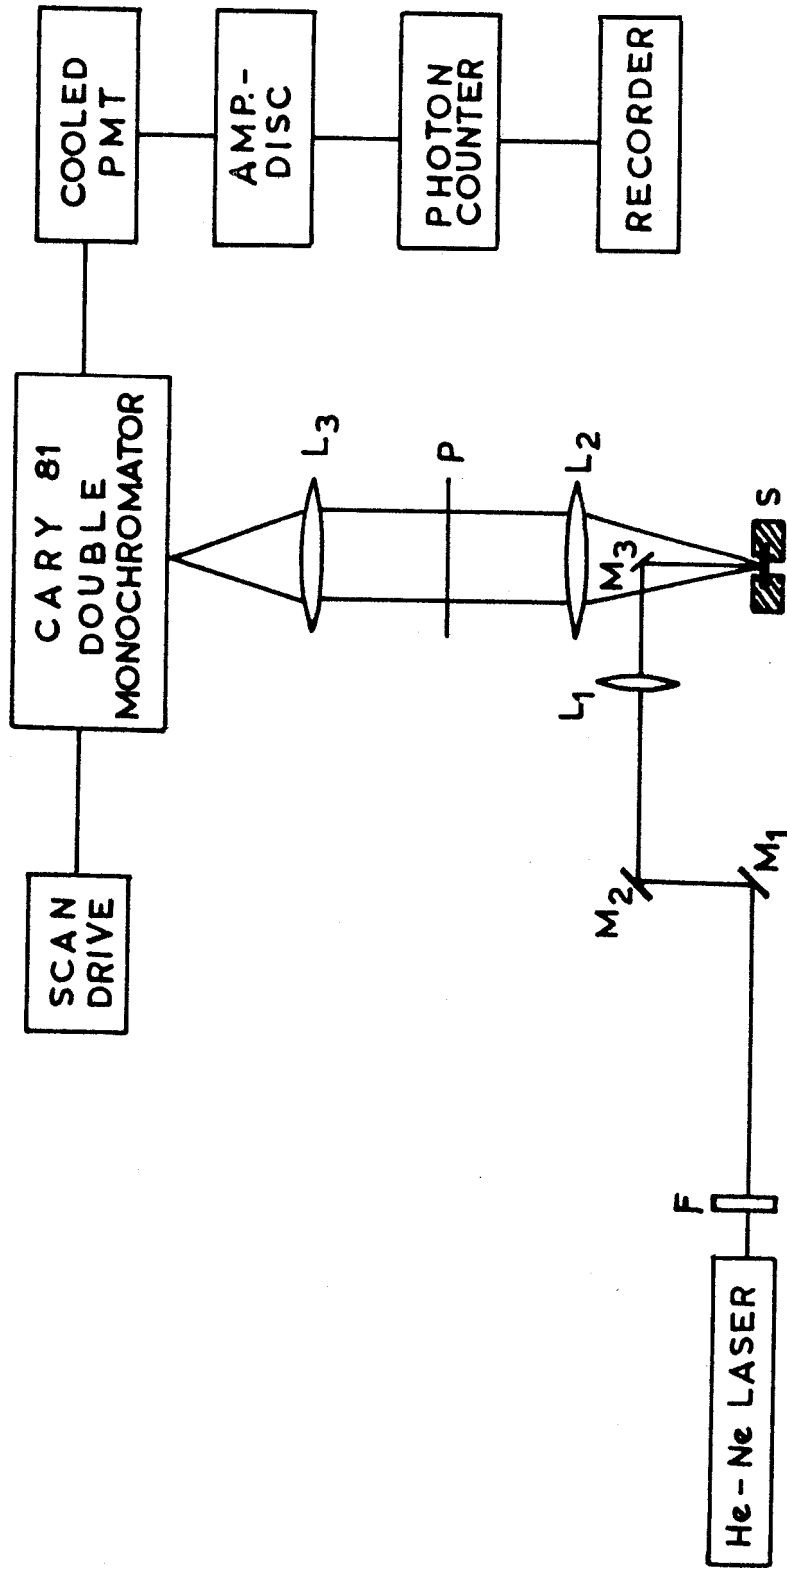 SCAN
DRIVE
CARY 81
DOUBLE
MONOCHROMATOR
COOLED
PMT
AMP.-
DISC
PHOTON
COUNTER
RECORDER
L3
P
L2
M3
S
L1
M2
M1
F
He-Ne LASER